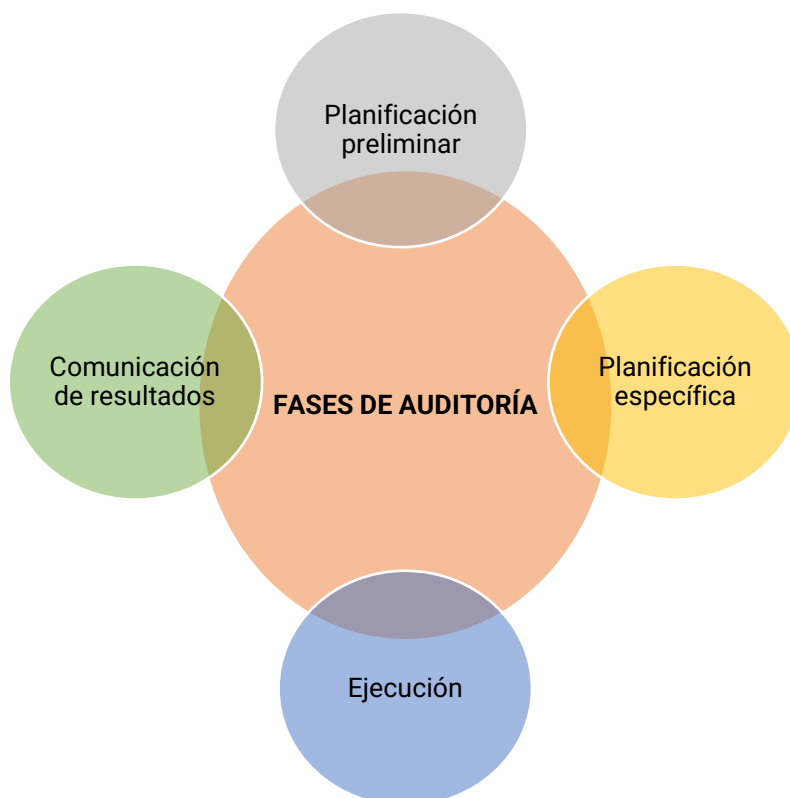 Planificación
preliminar
Comunicación
de resultados
FASES DE AUDITORÍA
Planificación
específica
Ejecución